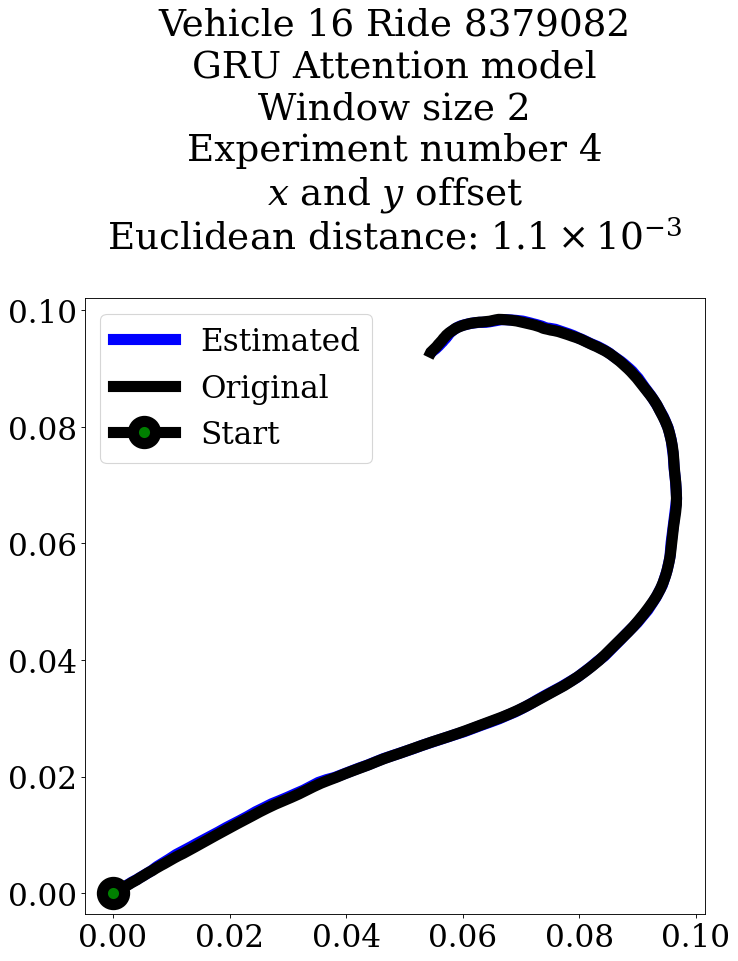 Vehicle 16 Ride 8379082
GRU Attention model
Window size 2
Experiment number 4
x and y offset
Euclidean distance: 1.1 × 10⁻³
Estimated
Original
Start
0.10
0.08
0.06
0.04
0.02
0.00
0.00 0.02 0.04 0.06 0.08 0.10